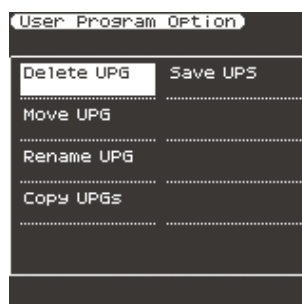 User Program Option
Delete UPG
Save UPS
Move UPG
Rename UPG
Copy UPGs